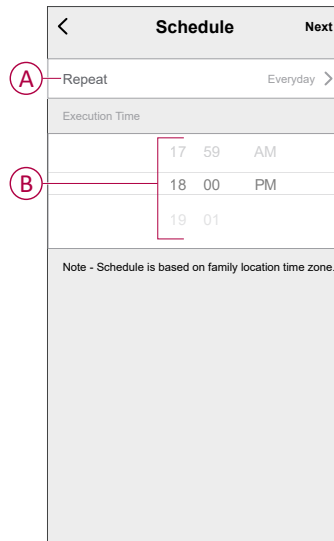 Schedule Next
A Repeat Everyday
Execution Time
17 59 AM
B 18 00 PM
19 01
Note - Schedule is based on family location time zone.